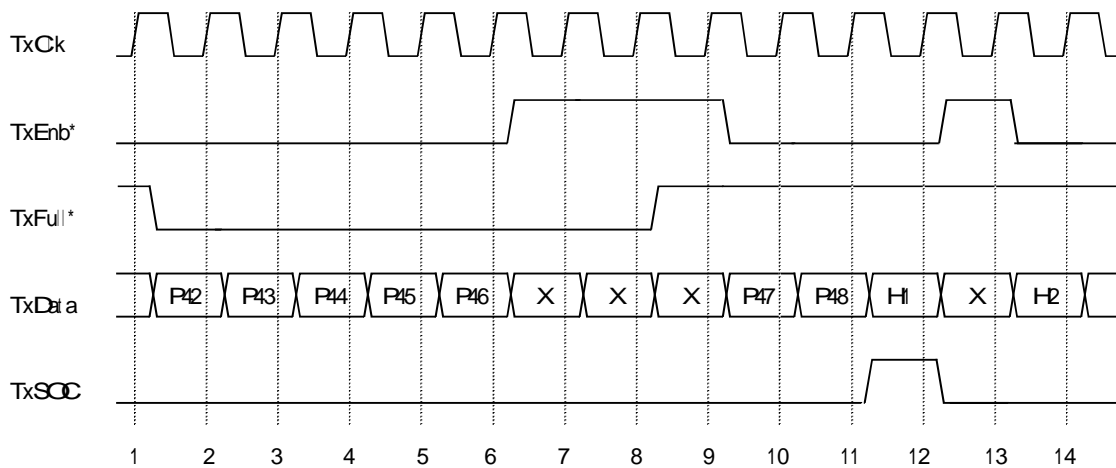 TxClk
TxEnb*
TxFull*
TxData P42 P43 P44 P45 P46 X X X P47 P48 H1 X H2
TxSOC
1 2 3 4 5 6 7 8 9 10 11 12 13 14